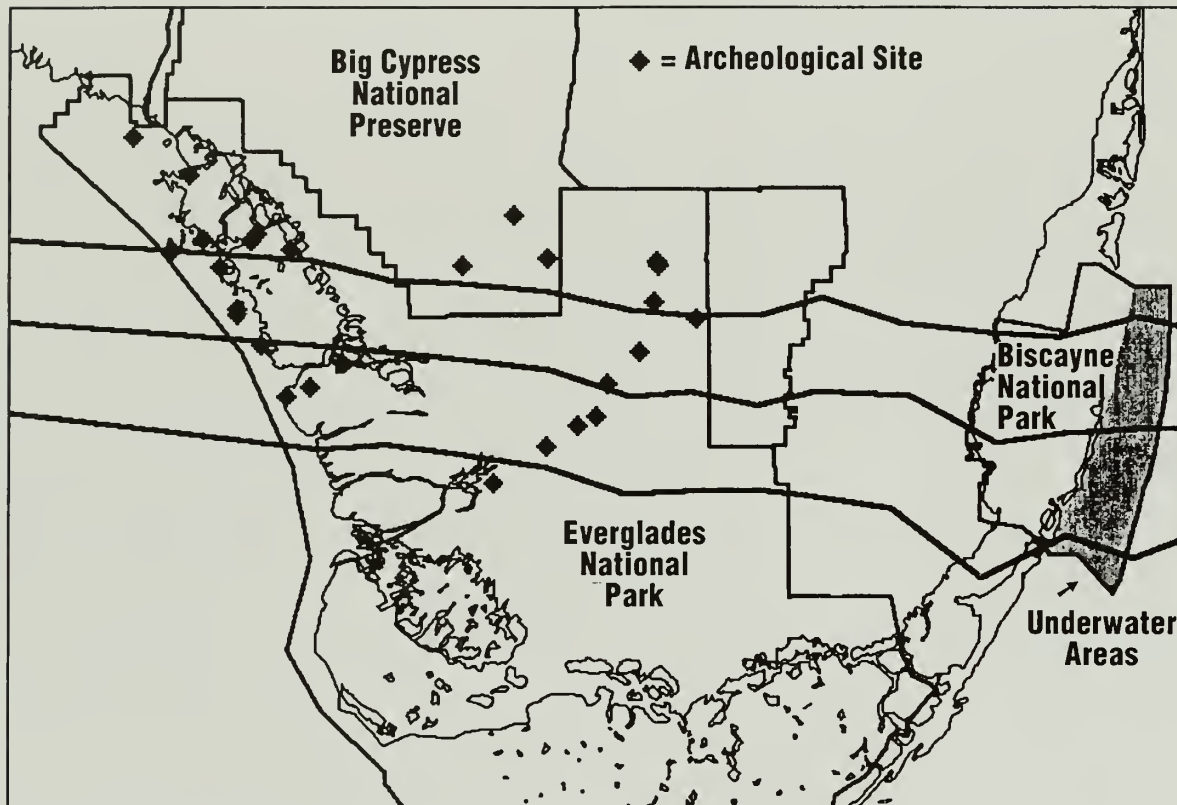 Big Cypress
National
Preserve
◆ = Archeological Site
Biscayne
National
Park
Everglades
National
Park
Underwater
Areas